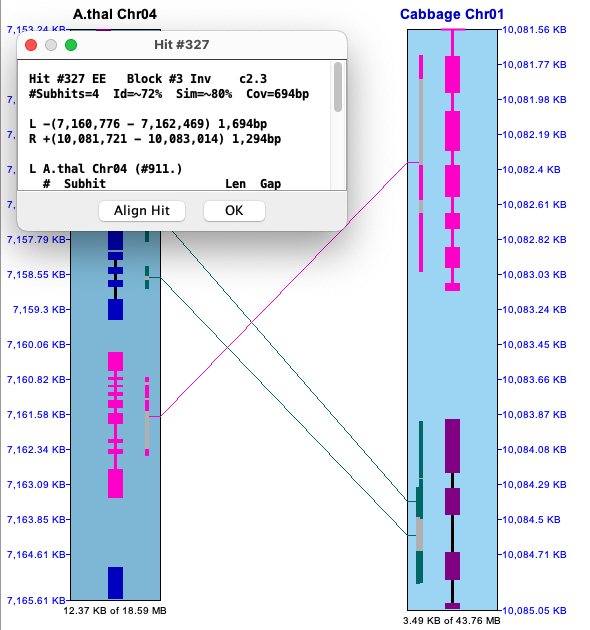 A.thal Chr04
Cabbage Chr01
7,153.24 KB
Hit #327
Hit #327 EE Block #3 Inv c2.3
#Subhits=4 Id=~72% Sim=~80% Cov=694bp
L -(7,160,776 - 7,162,469) 1,694bp
R +(10,081,721 - 10,083,014) 1,294bp
L A.thal Chr04 (#911.)
# Subhit Len Gap
Align Hit
OK
7,157.79 KB
7,158.55 KB
7,159.3 KB
7,160.06 KB
7,160.82 KB
7,161.58 KB
7,162.34 KB
7,163.09 KB
7,163.85 KB
7,164.61 KB
7,165.61 KB
12.37 KB of 18.59 MB
10,081.56 KB
10,081.77 KB
10,081.98 KB
10,082.19 KB
10,082.4 KB
10,082.61 KB
10,082.82 KB
10,083.03 KB
10,083.24 KB
10,083.45 KB
10,083.66 KB
10,083.87 KB
10,084.08 KB
10,084.29 KB
10,084.5 KB
10,084.71 KB
10,085.05 KB
3.49 KB of 43.76 MB